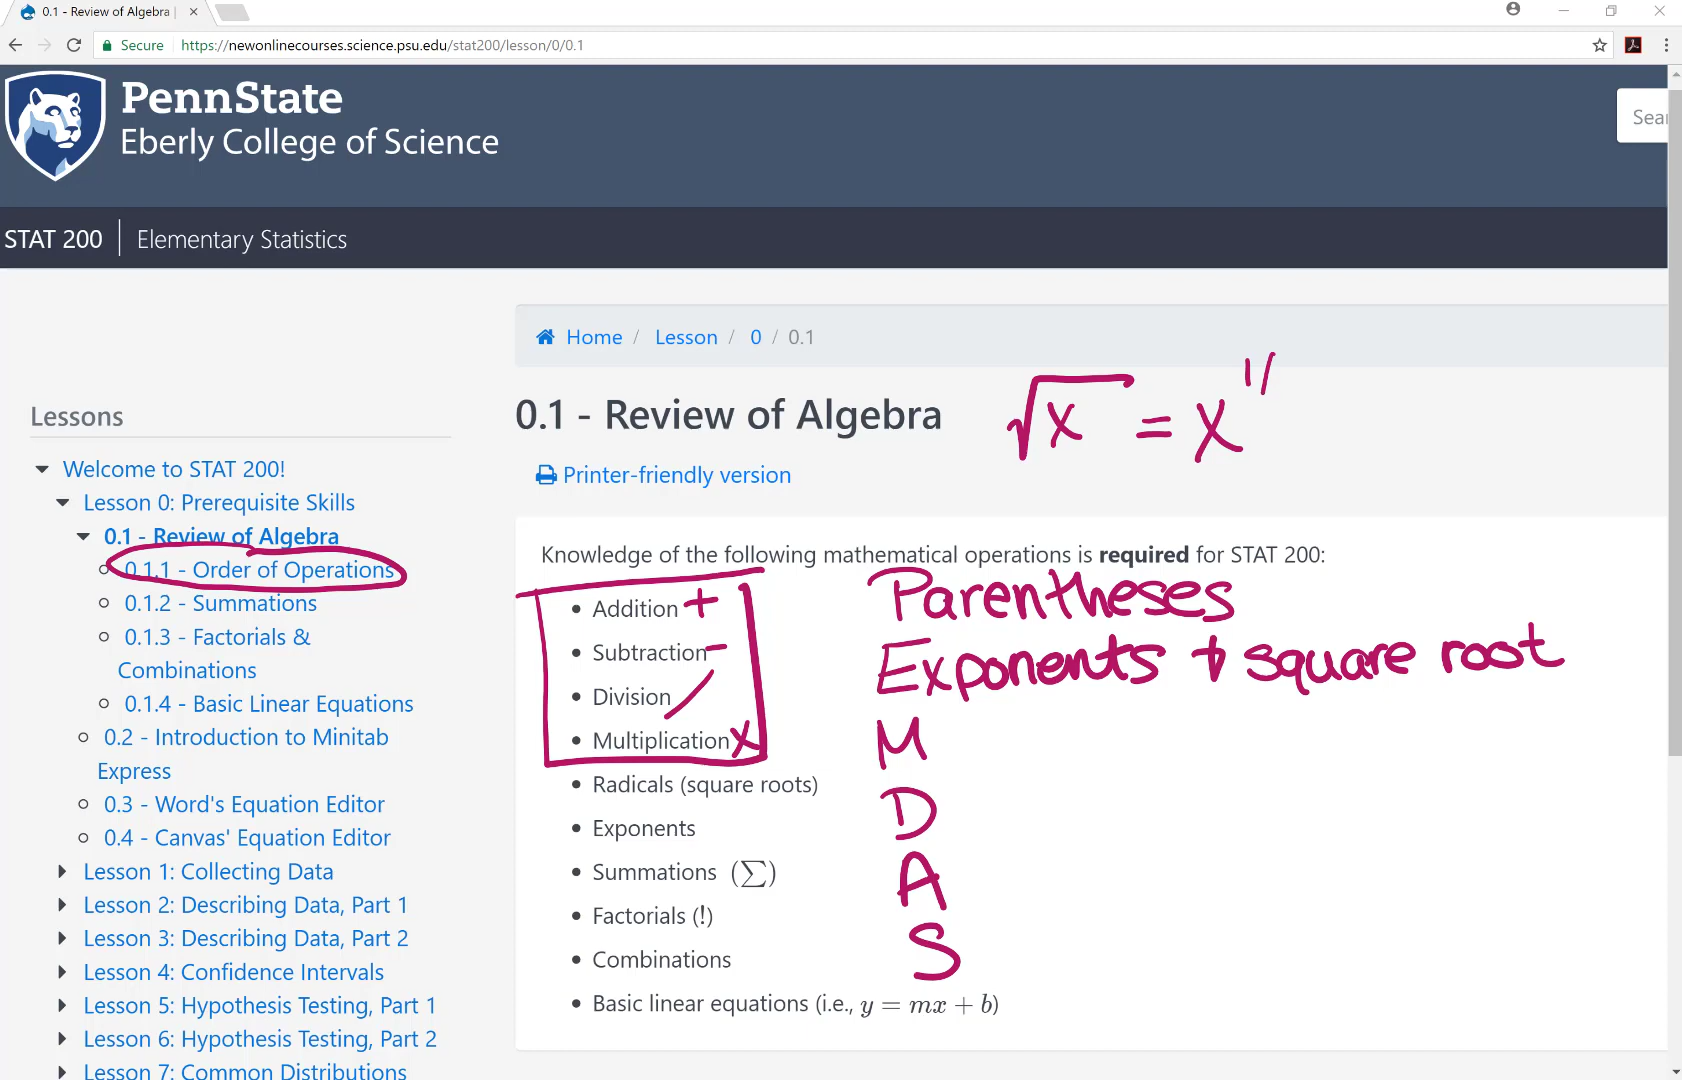 0.1 - Review of Algebra |
Secure https://newonlinecourses.science.psu.edu/stat200/lesson/0/0.1
PennState
Eberly College of Science
Sear
STAT 200 | Elementary Statistics
Home / Lesson / 0 / 0.1
0.1 - Review of Algebra
√x = x^1/
Printer-friendly version
Lessons
Welcome to STAT 200!
Lesson 0: Prerequisite Skills
0.1 - Review of Algebra
0.1.1 - Order of Operations
0.1.2 - Summations
0.1.3 - Factorials &
Combinations
0.1.4 - Basic Linear Equations
0.2 - Introduction to Minitab
Express
0.3 - Word's Equation Editor
0.4 - Canvas' Equation Editor
Lesson 1: Collecting Data
Lesson 2: Describing Data, Part 1
Lesson 3: Describing Data, Part 2
Lesson 4: Confidence Intervals
Lesson 5: Hypothesis Testing, Part 1
Lesson 6: Hypothesis Testing, Part 2
Lesson 7: Common Distributions
Knowledge of the following mathematical operations is required for STAT 200:
• Addition +
• Subtraction -
• Division /
• Multiplication x
• Radicals (square roots)
• Exponents
• Summations (∑)
• Factorials (!)
• Combinations
• Basic linear equations (i.e., y = mx + b)
Parentheses
Exponents + square root
M
D
A
S